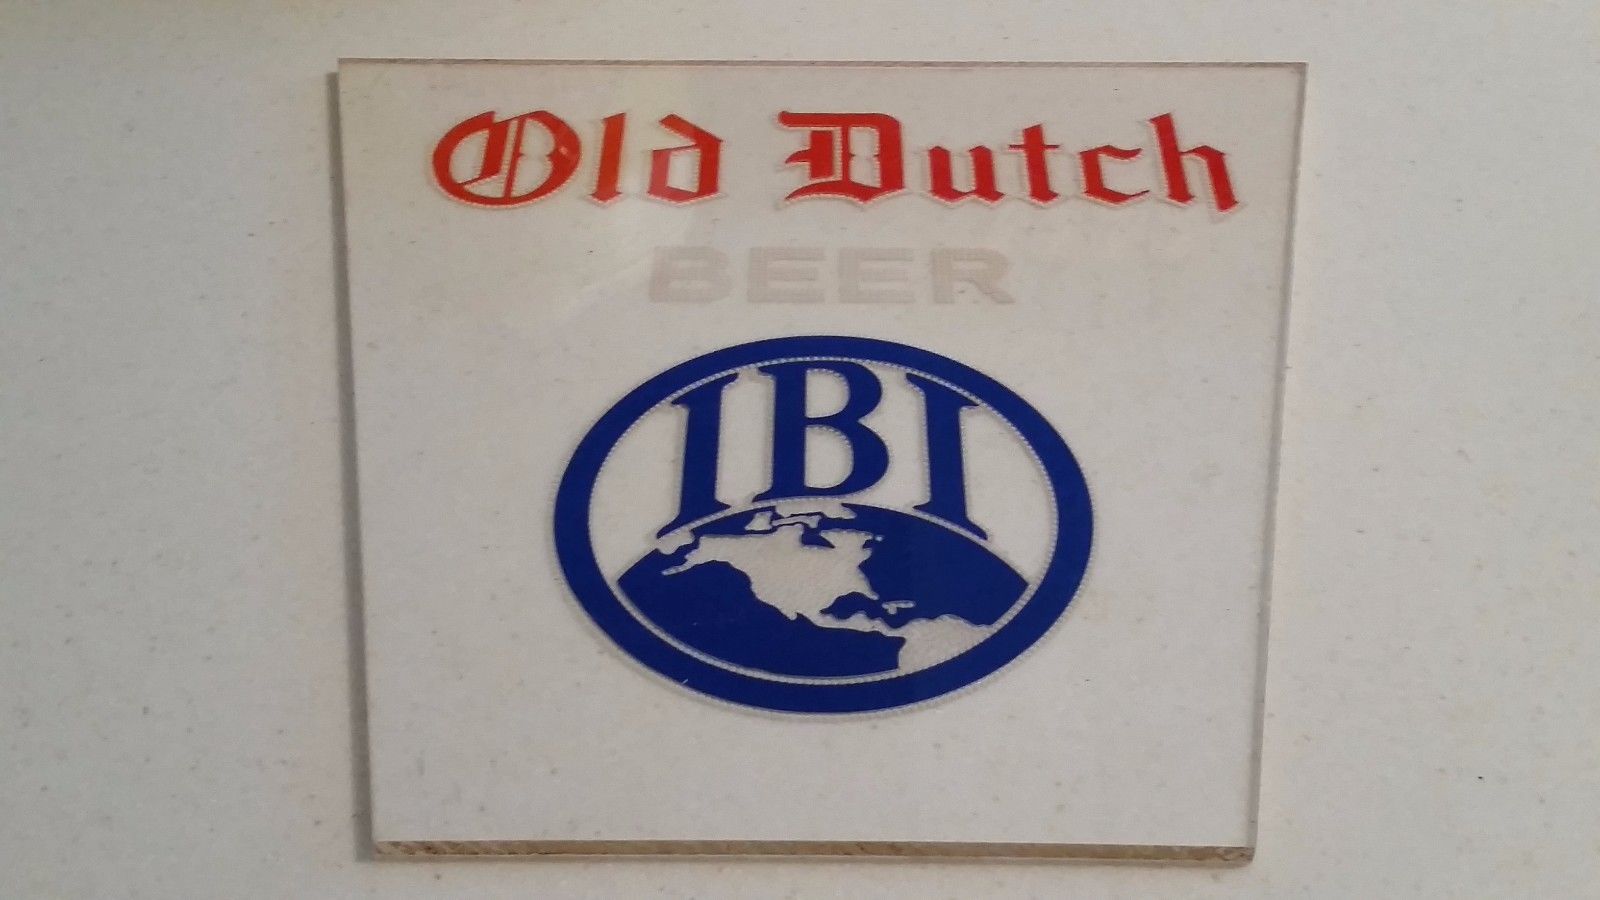 Old Dutch
BEER
IBI